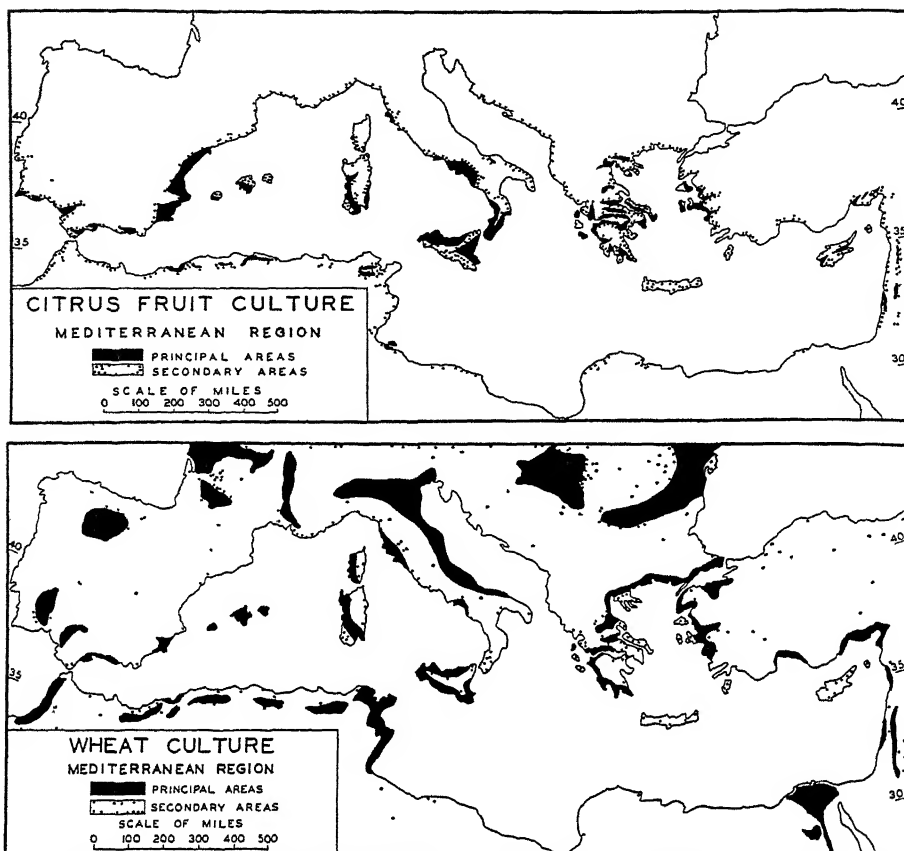 40
40
35
35
30
CITRUS FRUIT CULTURE
MEDITERRANEAN REGION
PRINCIPAL AREAS
SECONDARY AREAS
SCALE OF MILES
0 100 200 300 400 500
40
40
35
35
30
WHEAT CULTURE
MEDITERRANEAN REGION
PRINCIPAL AREAS
SECONDARY AREAS
SCALE OF MILES
0 100 200 300 400 500